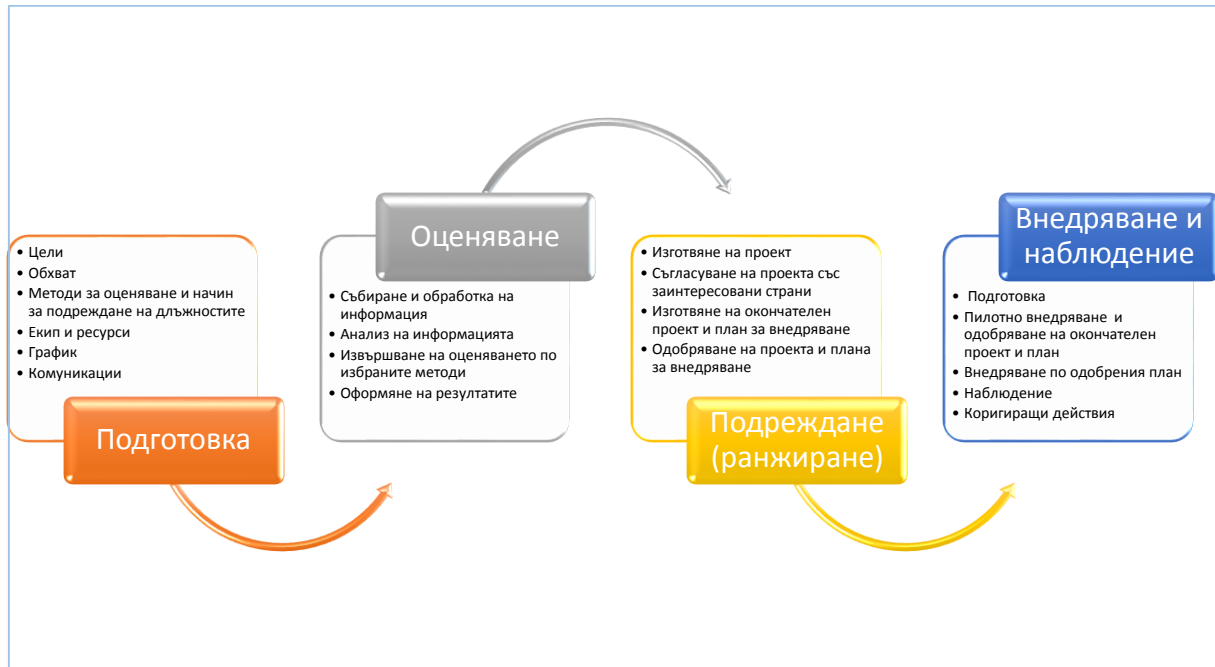 Подготовка
• Цели
• Обхват
• Методи за оценяване и начин
за подреждане на длъжностите
• Екип и ресурси
• График
• Комуникации
Оценяване
• Събиране и обработка на
информация
• Анализ на информацията
• Извършване на оценяването по
избраните методи
• Оформяне на резултатите
Подреждане
(ранжиране)
• Изготвяне на проект
• Съгласуване на проекта със
заинтересовани страни
• Изготвяне на окончателен
проект и план за внедряване
• Одобряване на проекта и плана
за внедряване
Внедряване и
наблюдение
• Подготовка
• Пилотно внедряване и
одобряване на окончателен
проект и план
• Внедряване по одобрения план
• Наблюдение
• Коригиращи действия